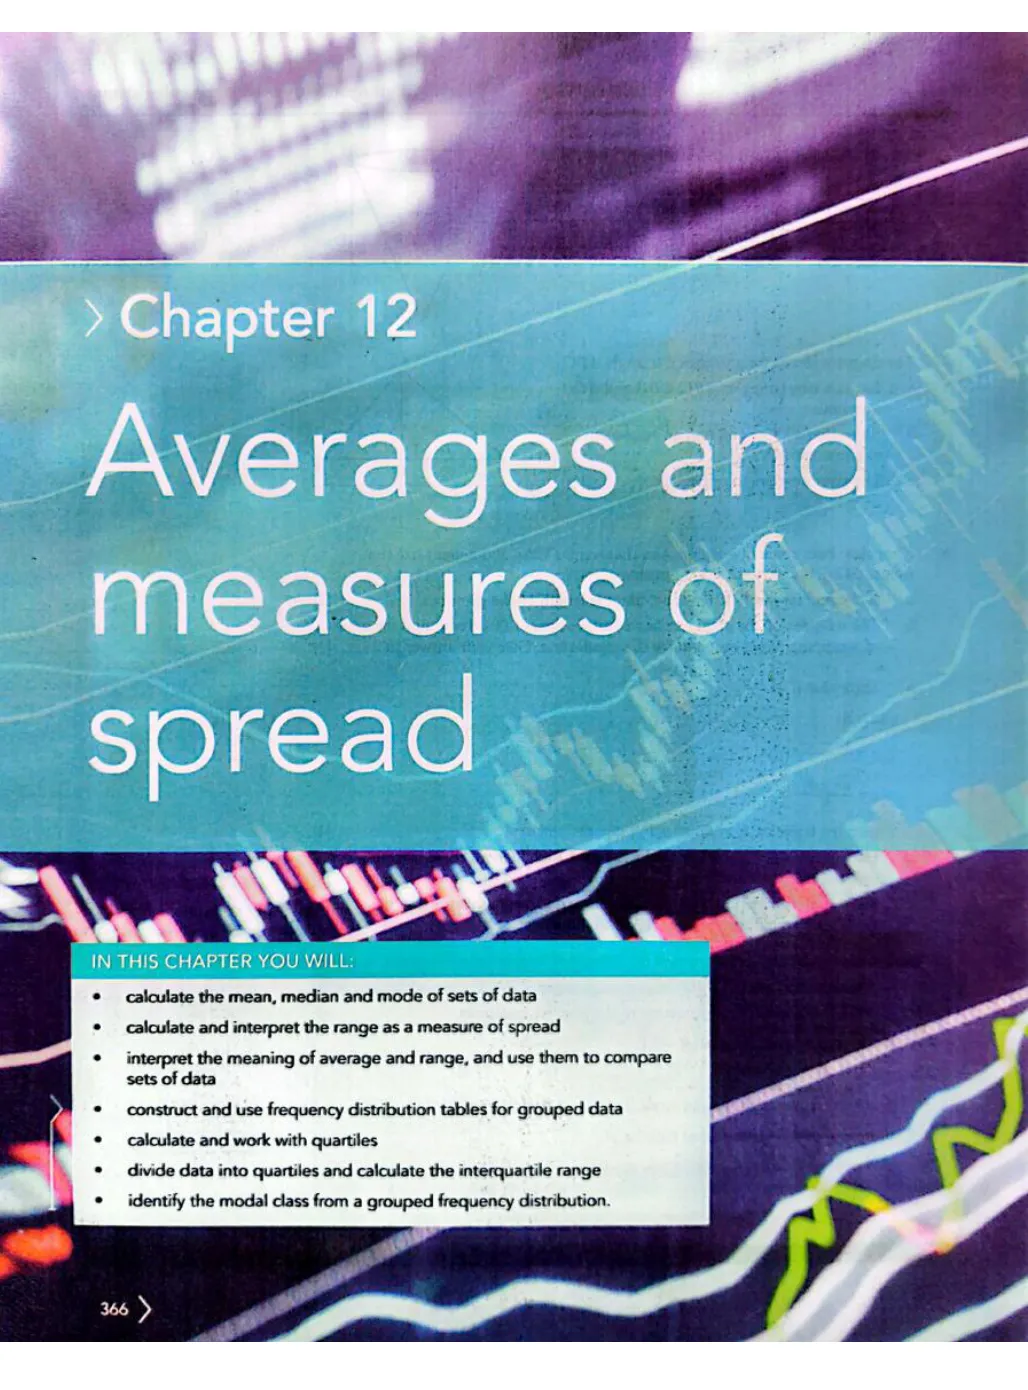 > Chapter 12
Averages and
measures of
spread
IN THIS CHAPTER YOU WILL:
• calculate the mean, median and mode of sets of data
• calculate and interpret the range as a measure of spread
• interpret the meaning of average and range, and use them to compare
sets of data
• construct and use frequency distribution tables for grouped data
• calculate and work with quartiles
• divide data into quartiles and calculate the interquartile range
• identify the modal class from a grouped frequency distribution.
366 >